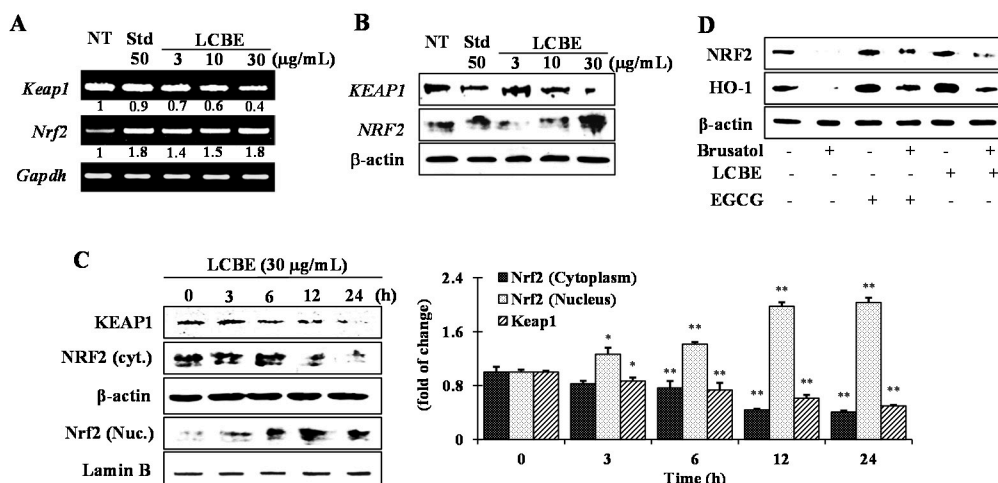 A
NT Std LCBE
50 3 10 30 (μg/mL)
Keap1
1 0.9 0.7 0.6 0.4
Nrf2
1 1.8 1.4 1.5 1.8
Gapdh
B
NT Std LCBE
50 3 10 30 (μg/mL)
KEAP1
NRF2
β-actin
D
NRF2
HO-1
β-actin
Brusatol - + - + - +
LCBE - - - - + +
EGCG - - + + - -
C
LCBE (30 μg/mL)
0 3 6 12 24 (h)
KEAP1
NRF2 (cyt.)
β-actin
Nrf2 (Nuc.)
Lamin B
(fold of change)
2.4
1.6
0.8
0
Nrf2 (Cytoplasm)
Nrf2 (Nucleus)
Keap1
* *
** ** **
** ** **
** ** **
0 3 6 12 24
Time (h)